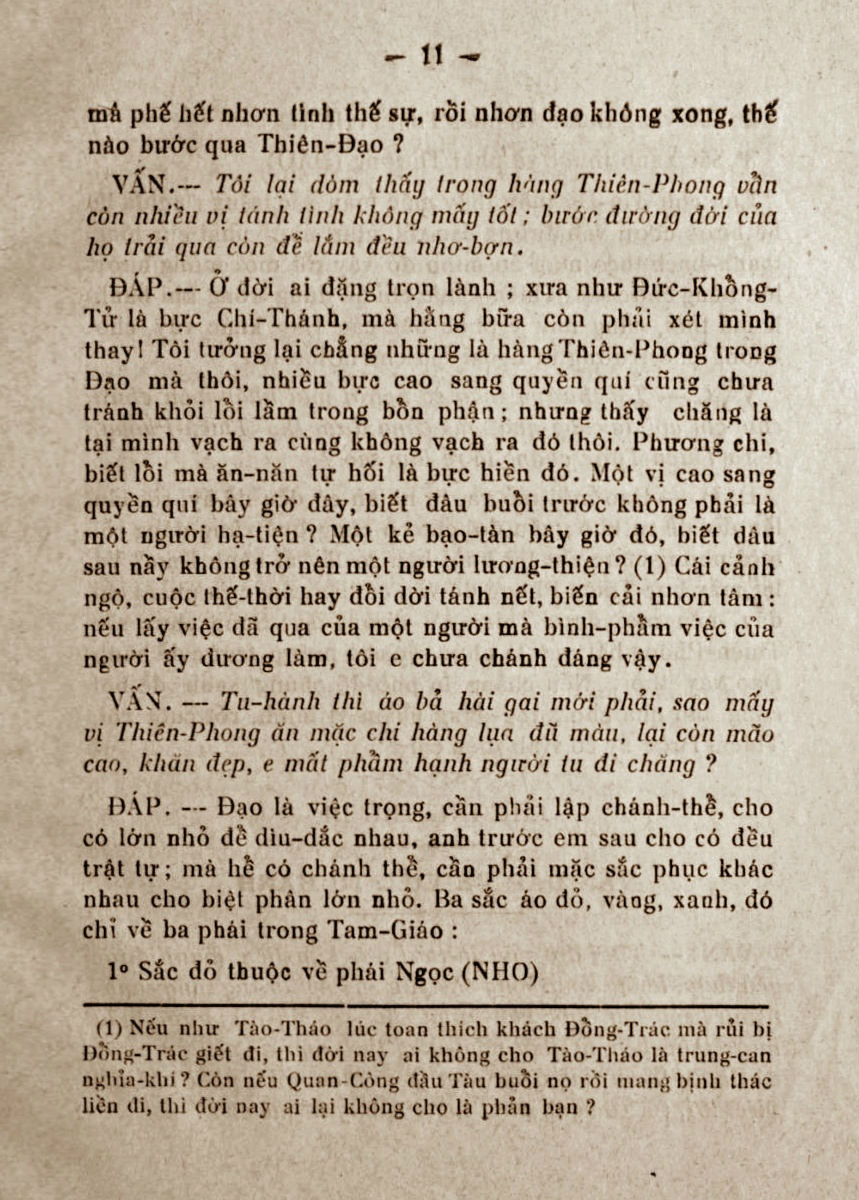 — 11 —
mà phế hết nhơn tình thế sự, rồi nhơn đạo không xong, thế
nào bước qua Thiên-Đạo ?
VẤN.— Tôi lại dòm thấy trong hàng Thiên-Phong vẫn
còn nhiều vị tánh tình không mấy tốt ; bước đường đời của
họ trải qua còn để lắm đều nhơ-bợn.
ĐÁP.— Ở đời ai đặng trọn lành ; xưa như Đức-Khổng-
Tử là bực Chí-Thánh, mà hằng bữa còn phải xét mình
thay! Tôi tưởng lại chẳng những là hàng Thiên-Phong trong
Đạo mà thôi, nhiều bực cao sang quyền quí cũng chưa
tránh khỏi lỗi lầm trong bổn phận ; nhưng thấy chăng là
tại mình vạch ra cùng không vạch ra đó thôi. Phương chi,
biết lỗi mà ăn-năn tự hối là bực hiền đó. Một vị cao sang
quyền quí bây giờ đây, biết đâu buổi trước không phải là
một người hạ-tiện ? Một kẻ bạo-tàn bây giờ đó, biết đâu
sau nầy không trở nên một người lương-thiện ? (1) Cái cảnh
ngộ, cuộc thế-thời hay đổi dời tánh nết, biến cải nhơn tâm :
nếu lấy việc đã qua của một người mà bình-phẩm việc của
người ấy đương làm, tôi e chưa chánh đáng vậy.
VẤN. — Tu-hành thì áo bả hài gai mới phải, sao mấy
vị Thiên-Phong ăn mặc chi hàng lụa đủ màu, lại còn mão
cao, khăn đẹp, e mất phẩm hạnh người tu đi chăng ?
ĐÁP. — Đạo là việc trọng, cần phải lập chánh-thể, cho
có lớn nhỏ để dìu-dắc nhau, anh trước em sau cho có đều
trật tự ; mà hễ có chánh thể, cần phải mặc sắc phục khác
nhau cho biệt phân lớn nhỏ. Ba sắc áo đỏ, vàng, xanh, đó
chỉ về ba phái trong Tam-Giáo :
1º Sắc đỏ thuộc về phái Ngọc (NHO)
(1) Nếu như Tào-Tháo lúc toan thích khách Đổng-Trác mà rủi bị
Đổng-Trác giết đi, thì đời nay ai không cho Tào-Tháo là trung-can
nghĩa-khí ? Còn nếu Quan-Công đầu Tàu buổi nọ rồi mang bịnh thác
liền đi, thì đời nay ai lại không cho là phản bạn ?